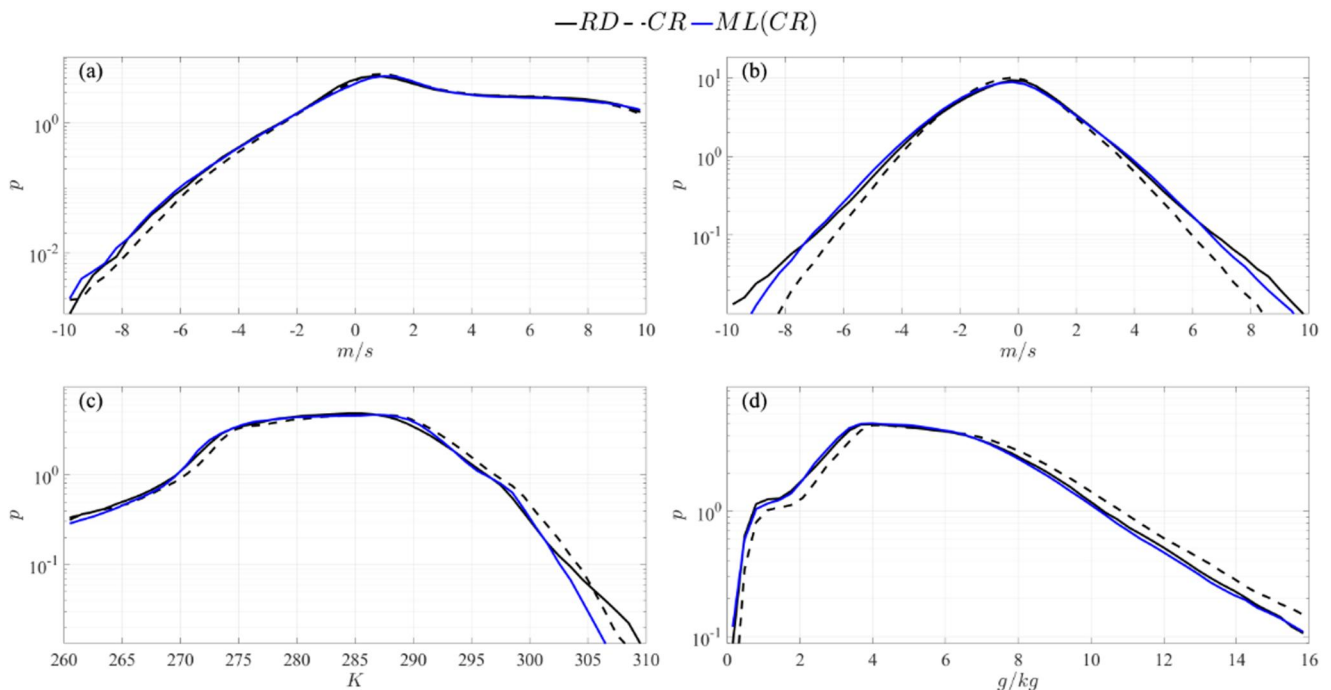 RD CR ML(CR)
(a)
10^0
10^-2
p
-10 -8 -6 -4 -2 0 2 4 6 8 10
m/s
(b)
10^1
10^0
10^-1
p
-10 -8 -6 -4 -2 0 2 4 6 8 10
m/s
(c)
10^0
10^-1
p
260 265 270 275 280 285 290 295 300 305 310
K
(d)
10^0
10^-1
p
0 2 4 6 8 10 12 14 16
g/kg